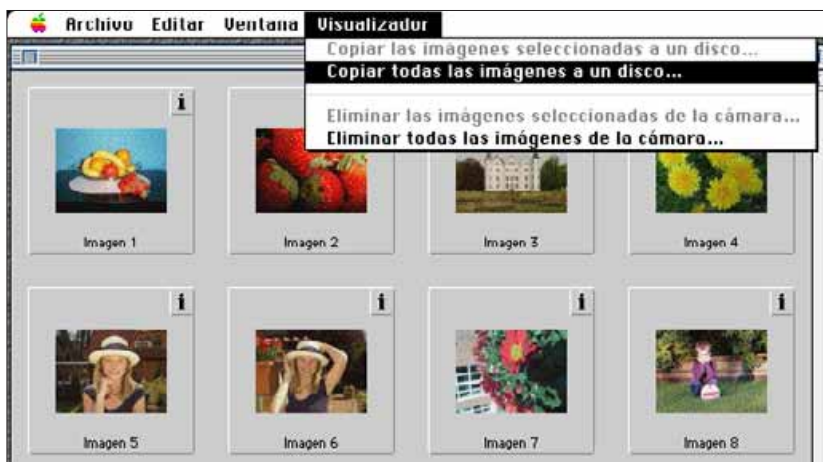 Archivo Editar Ventana Visualizador
Copiar las imágenes seleccionadas a un disco...
Copiar todas las imágenes a un disco...
Eliminar las imágenes seleccionadas de la cámara...
Eliminar todas las imágenes de la cámara...
i
Imagen 1 Imagen 2 Imagen 3 Imagen 4
i i i i
Imagen 5 Imagen 6 Imagen 7 Imagen 8